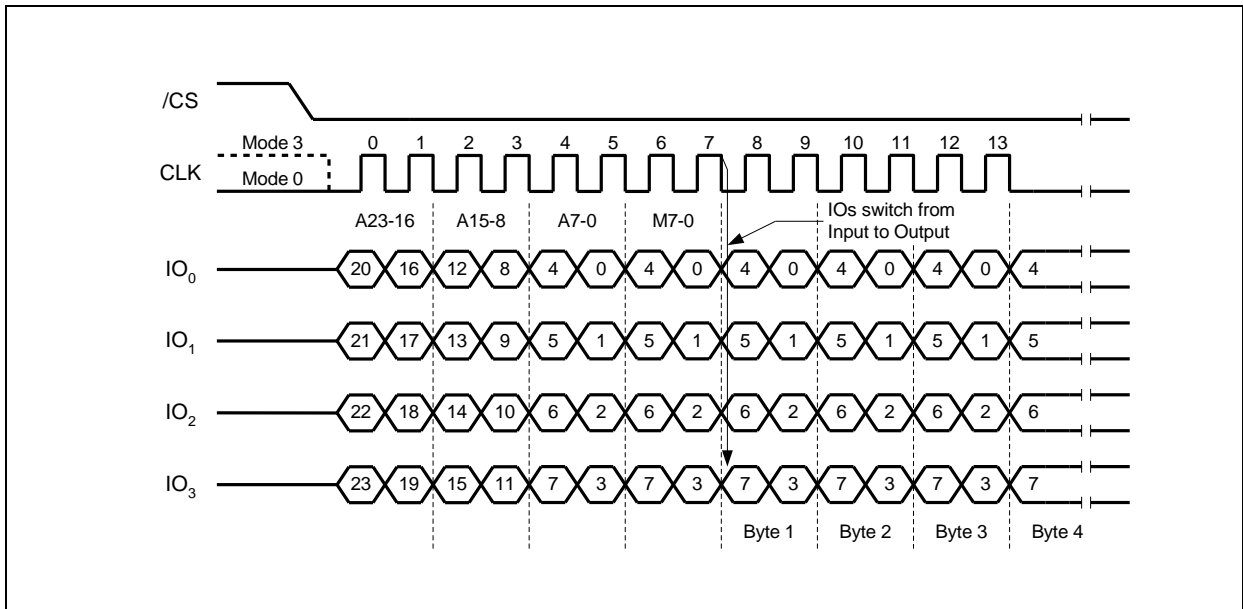 /CS
Mode 3 0 1 2 3 4 5 6 7 8 9 10 11 12 13
CLK
Mode 0
A23-16 A15-8 A7-0 M7-0 IOs switch from
Input to Output
IO0 20 16 12 8 4 0 4 0 4 0 4 0 4 0 4
IO1 21 17 13 9 5 1 5 1 5 1 5 1 5 1 5
IO2 22 18 14 10 6 2 6 2 6 2 6 2 6 2 6
IO3 23 19 15 11 7 3 7 3 7 3 7 3 7 3 7
Byte 1 Byte 2 Byte 3 Byte 4